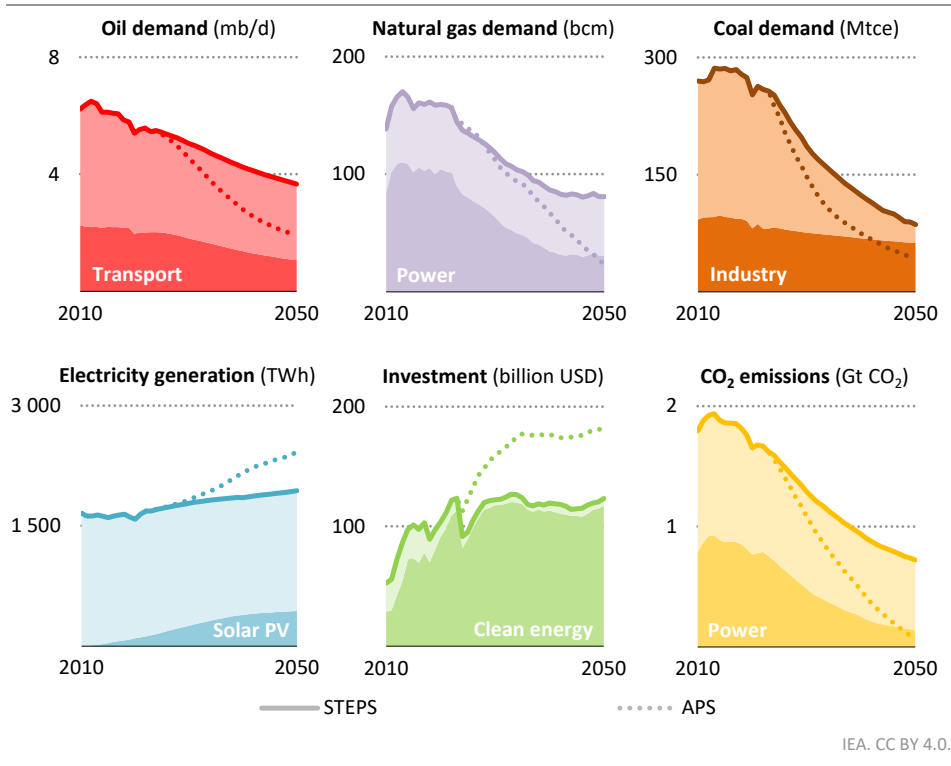 Oil demand (mb/d)
8
4
Transport
2010
2050
Natural gas demand (bcm)
200
100
Power
2010
2050
Coal demand (Mtce)
300
150
Industry
2010
2050
Electricity generation (TWh)
3 000
1 500
Solar PV
2010
2050
Investment (billion USD)
200
100
Clean energy
2010
2050
CO₂ emissions (Gt CO₂)
2
1
Power
2010
2050
STEPS
APS
IEA. CC BY 4.0.